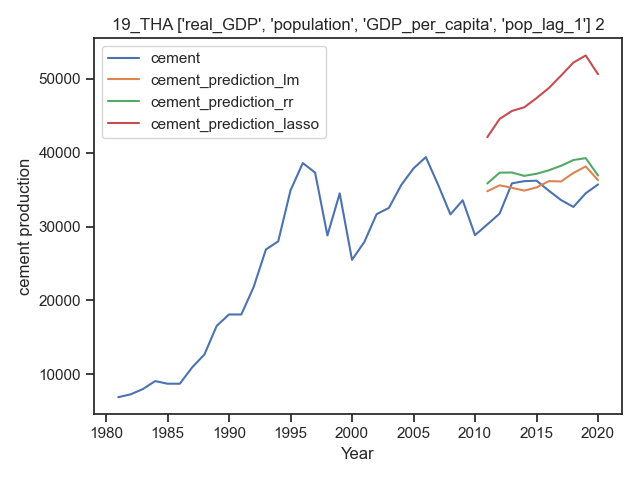 19_THA ['real_GDP', 'population', 'GDP_per_capita', 'pop_lag_1'] 2
cement
cement_prediction_lm
cement_prediction_rr
cement_prediction_lasso
cement production
50000
40000
30000
20000
10000
1980 1985 1990 1995 2000 2005 2010 2015 2020
Year